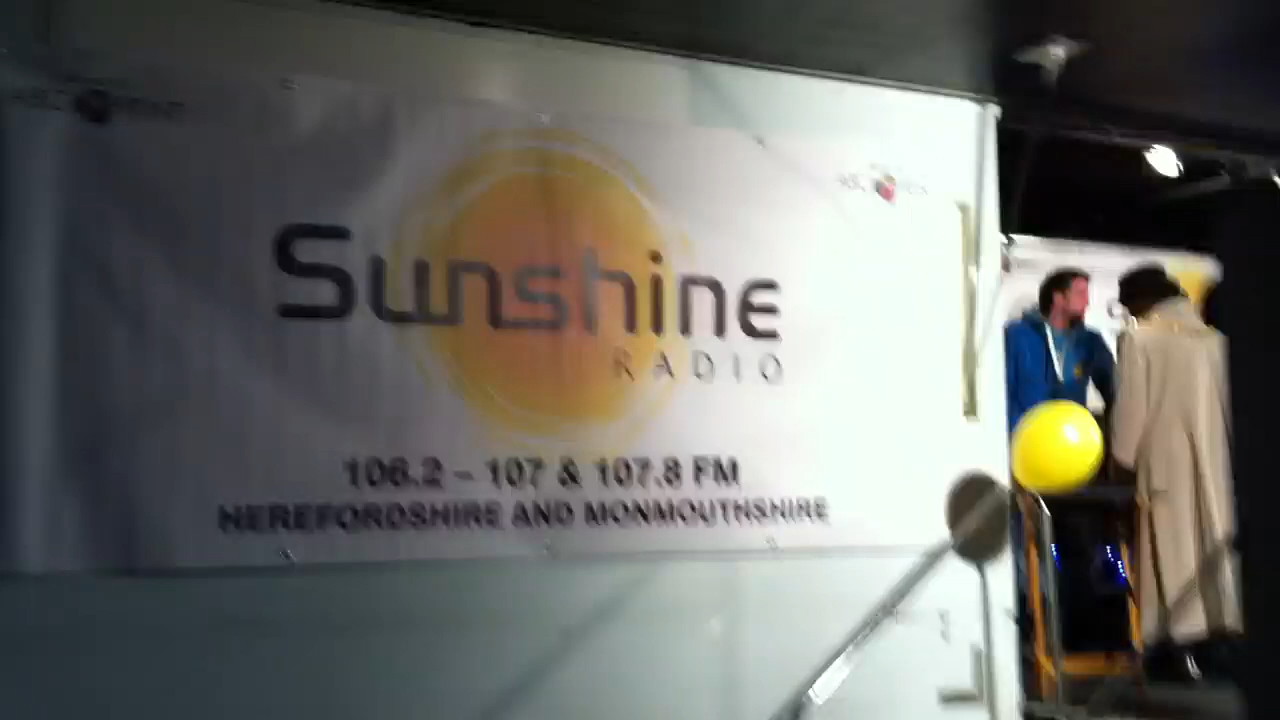 Sunshine
RADIO
106.2 – 107 & 107.8 FM
HEREFORDSHIRE AND MONMOUTHSHIRE